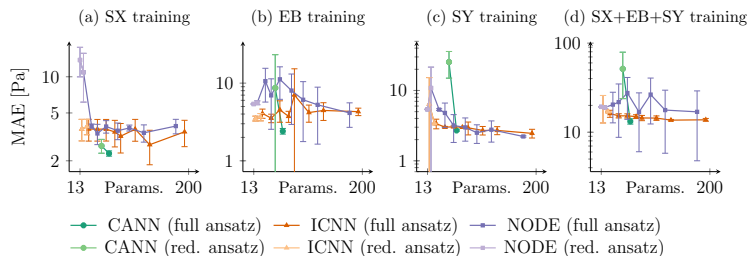 (a) SX training (b) EB training (c) SY training (d) SX+EB+SY training
MAE [Pa]
10
5
1
13 Params. 200
10
1
13 Params. 200
10
5
1
13 Params. 200
100
10
13 Params. 200
CANN (full ansatz) ICNN (full ansatz) NODE (full ansatz)
CANN (red. ansatz) ICNN (red. ansatz) NODE (red. ansatz)